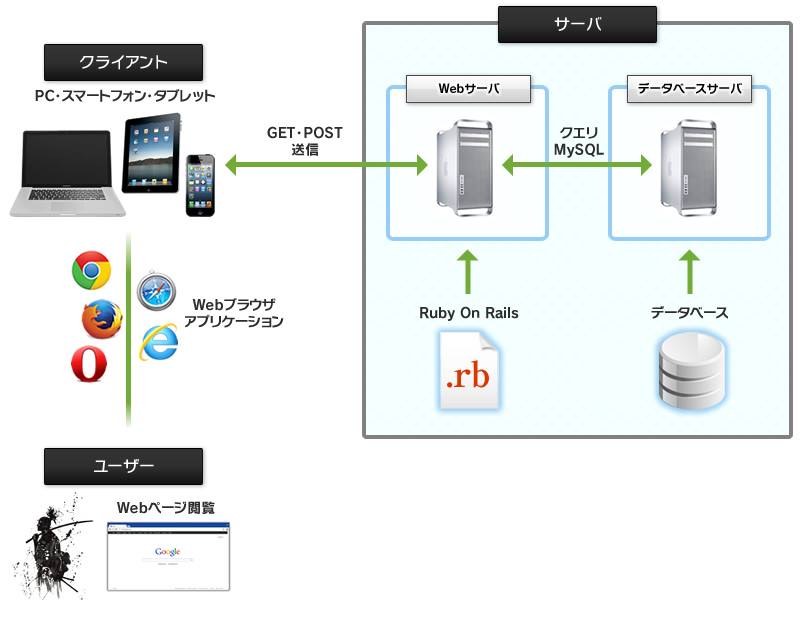 サーバ
クライアント
PC・スマートフォン・タブレット
Webサーバ
データベースサーバ
GET・POST
送信
クエリ
MySQL
Webブラウザ
アプリケーション
Ruby On Rails
.rb
データベース
ユーザー
Webページ閲覧
Google